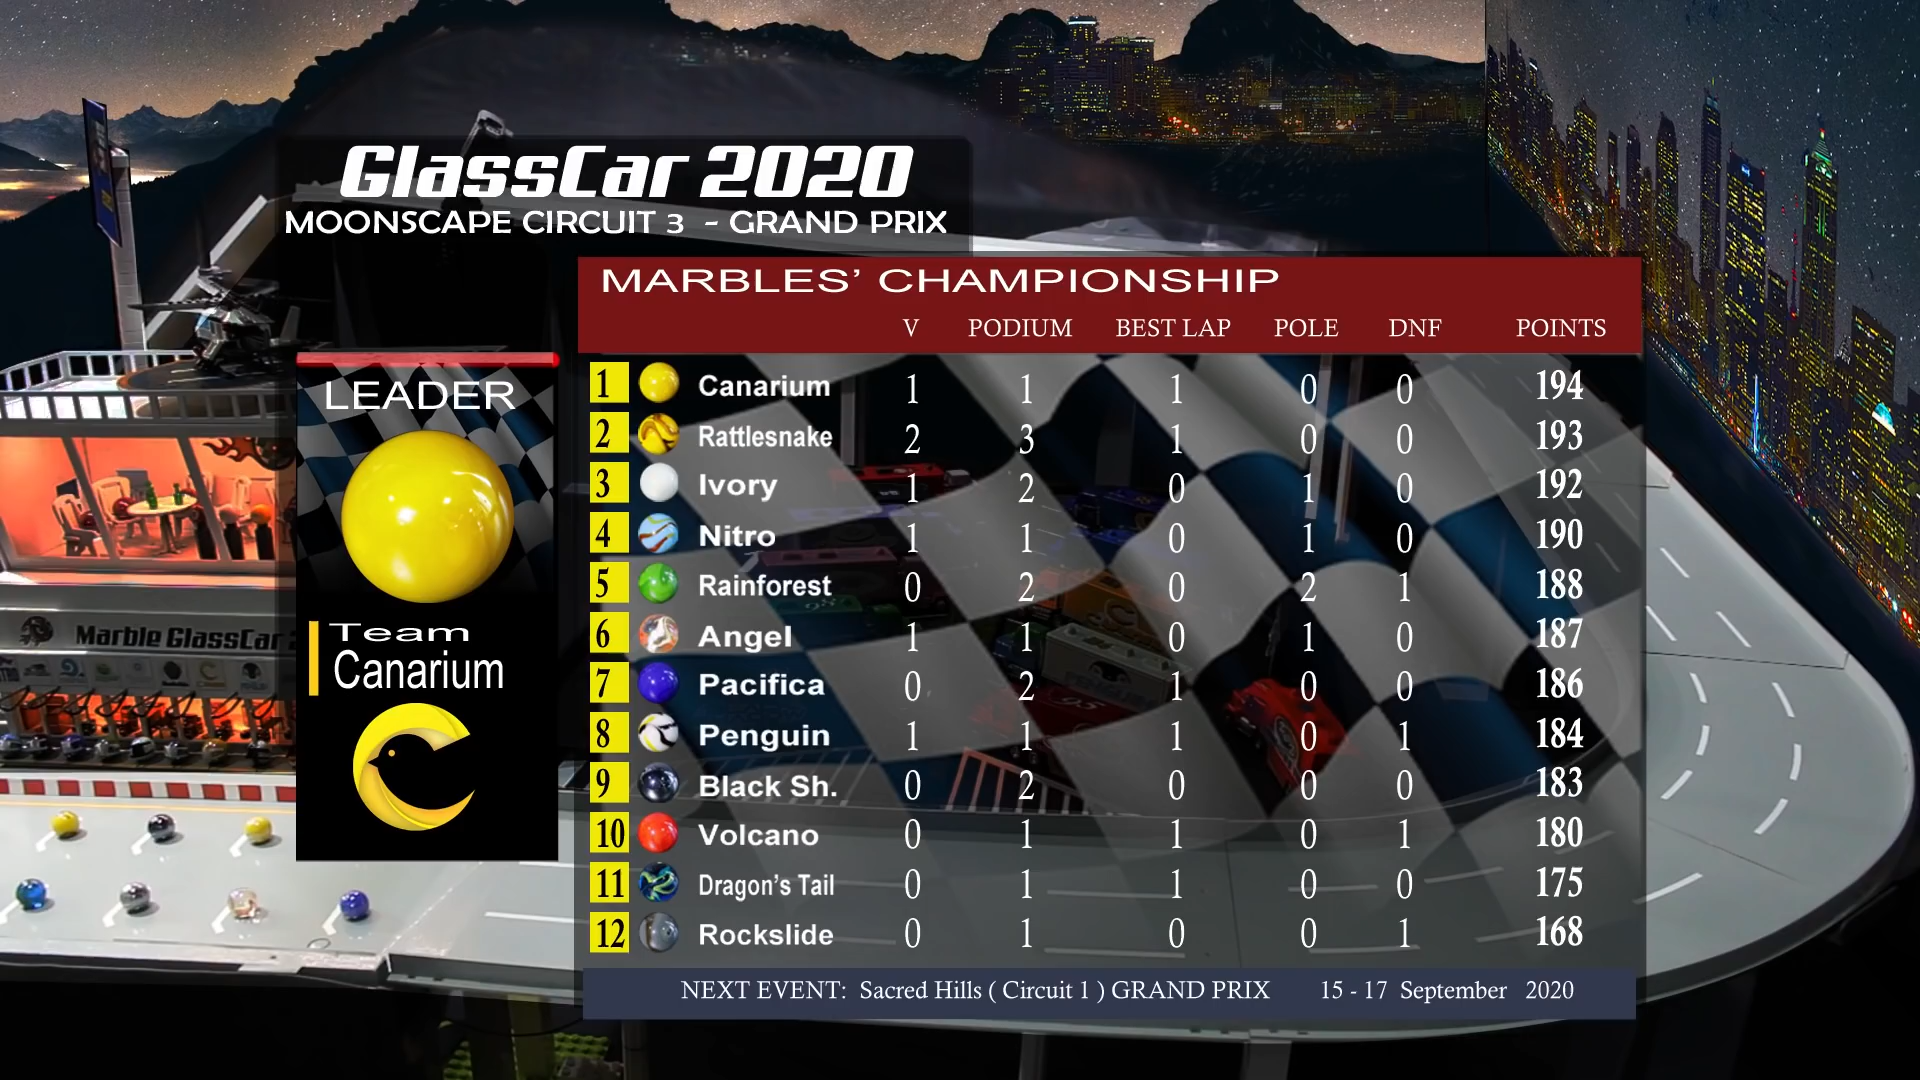 GlassCar 2020
MOONSCAPE CIRCUIT 3 - GRAND PRIX
MARBLES' CHAMPIONSHIP
V PODIUM BEST LAP POLE DNF POINTS
LEADER
Team
Canarium
1 Canarium 1 1 1 0 0 194
2 Rattlesnake 2 3 1 0 0 193
3 Ivory 1 2 0 1 0 192
4 Nitro 1 1 0 1 0 190
5 Rainforest 0 2 0 2 1 188
6 Angel 1 1 0 1 0 187
7 Pacifica 0 2 1 0 0 186
8 Penguin 1 1 1 0 1 184
9 Black Sh. 0 2 0 0 0 183
10 Volcano 0 1 1 0 1 180
11 Dragon's Tail 0 1 1 0 0 175
12 Rockslide 0 1 0 0 1 168
NEXT EVENT: Sacred Hills ( Circuit 1 ) GRAND PRIX 15 - 17 September 2020
Marble GlassCar